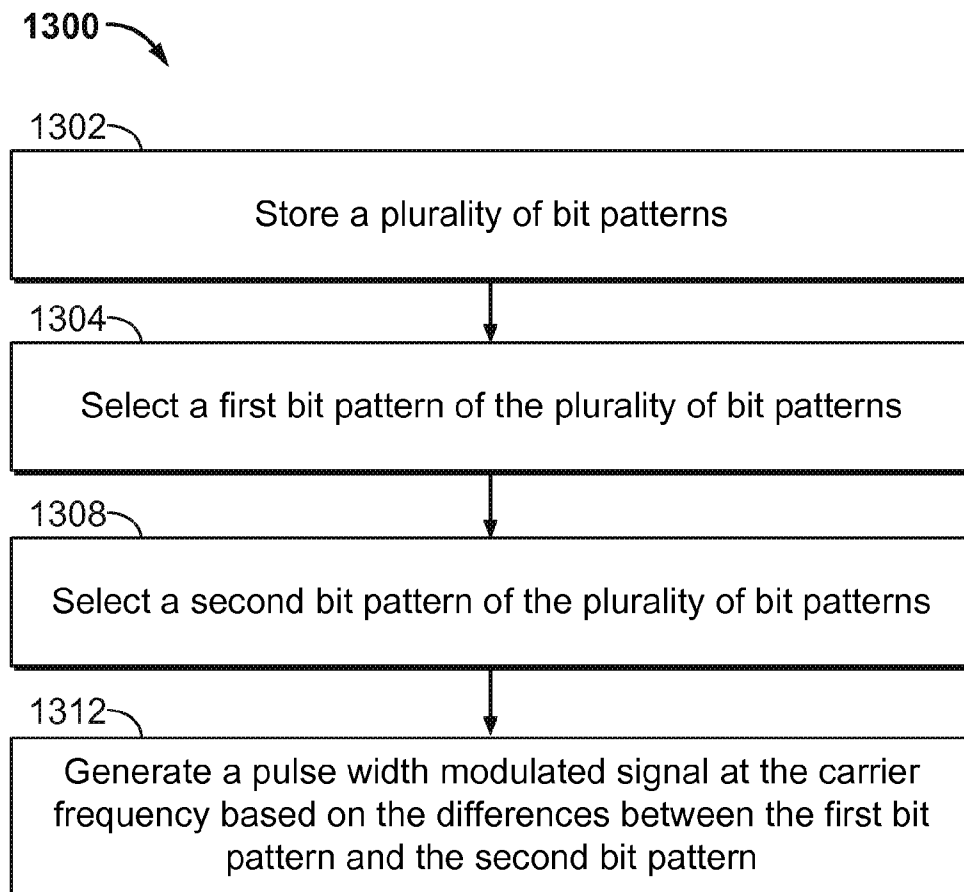 1300
1302
Store a plurality of bit patterns
1304
Select a first bit pattern of the plurality of bit patterns
1308
Select a second bit pattern of the plurality of bit patterns
1312
Generate a pulse width modulated signal at the carrier
frequency based on the differences between the first bit
pattern and the second bit pattern